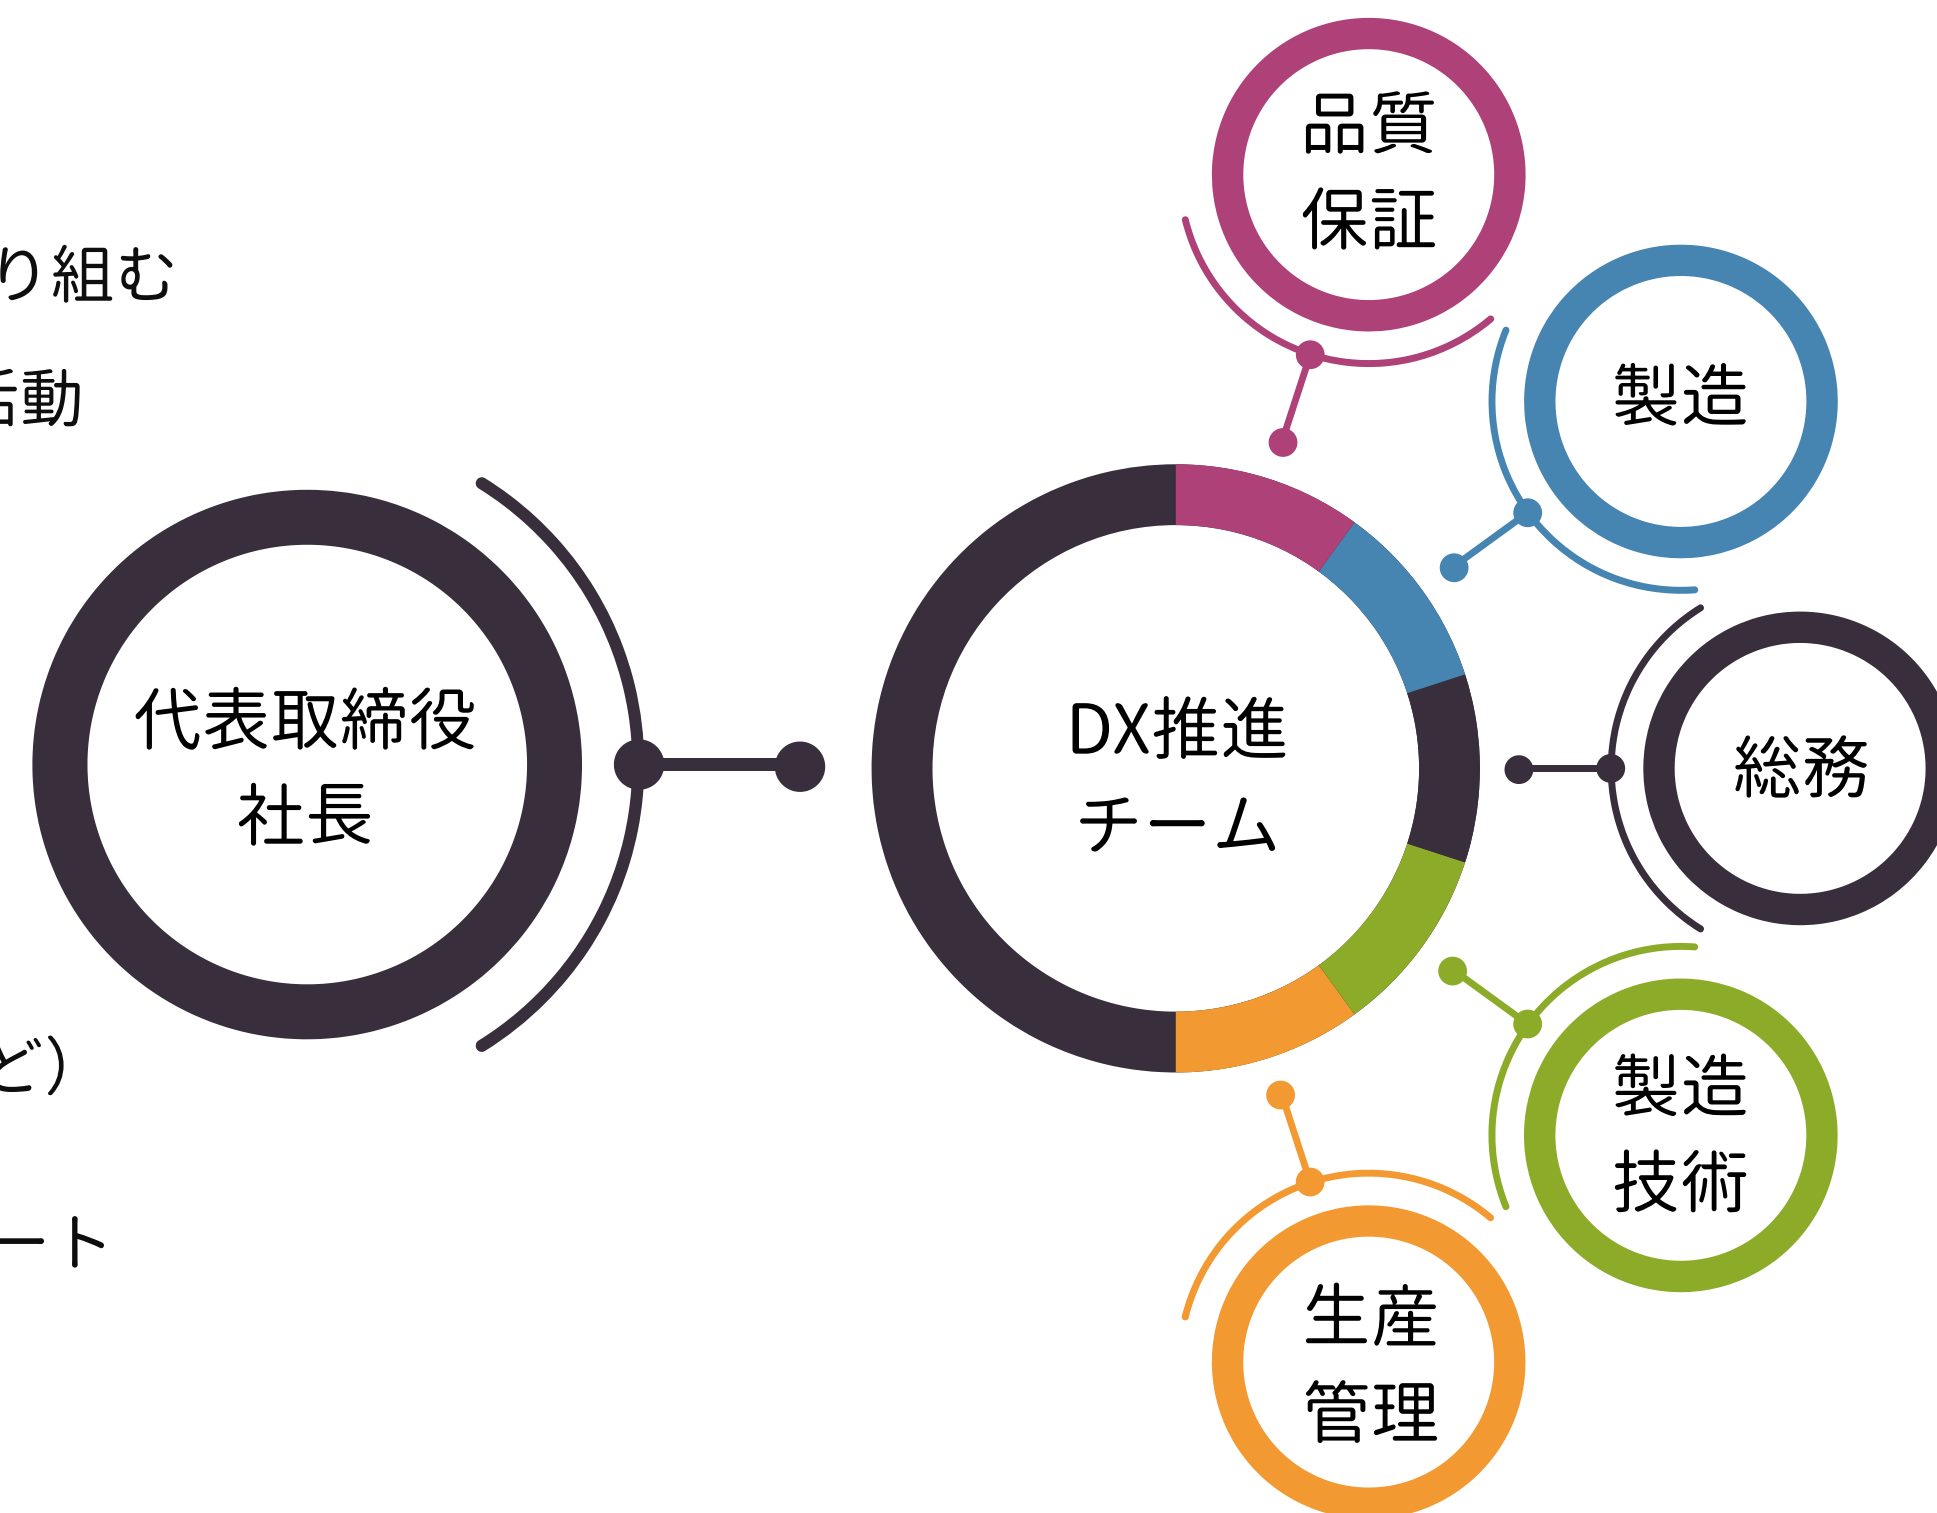 り組む
活動
ど）
ート
代表取締役
社長
DX推進
チーム
品質
保証
製造
総務
製造
技術
生産
管理